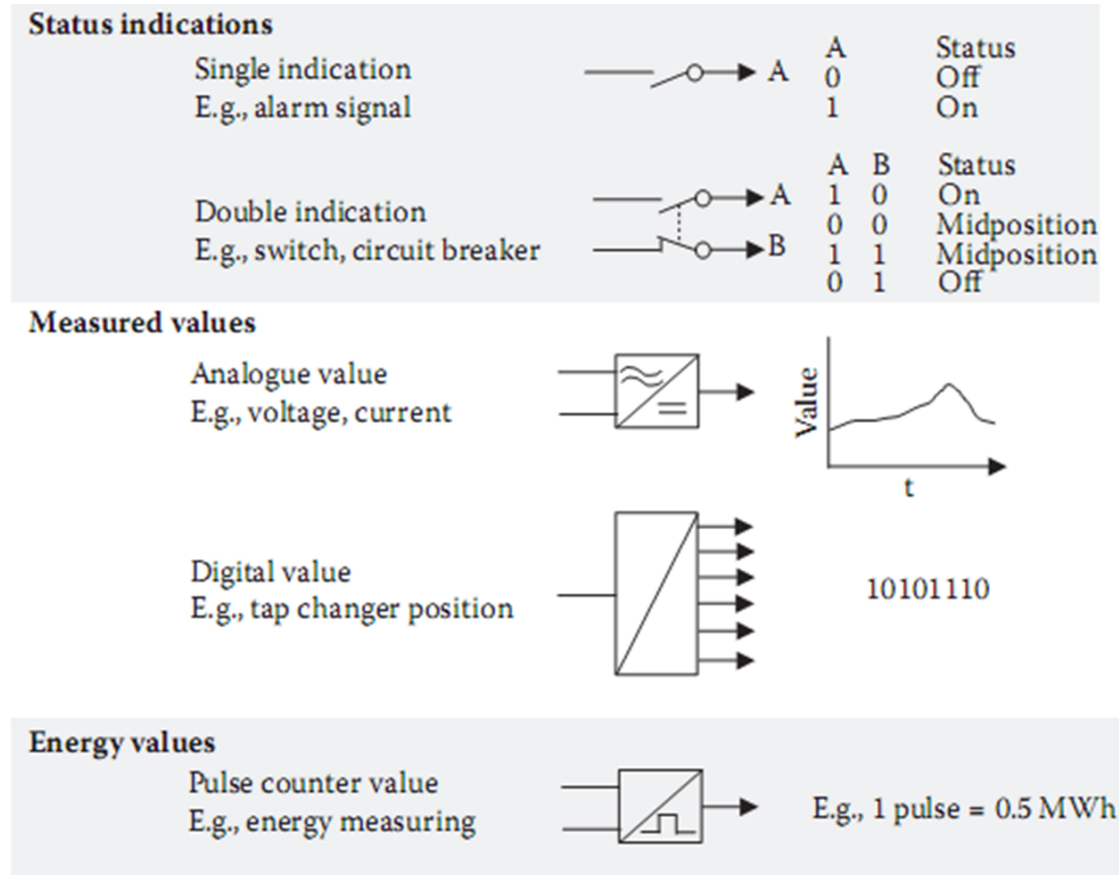 Status indications
Single indication
E.g., alarm signal
A
A Status
0 Off
1 On
Double indication
E.g., switch, circuit breaker
A
B
A B Status
1 0 On
0 0 Midposition
1 1 Midposition
0 1 Off
Measured values
Analogue value
E.g., voltage, current
Value
t
Digital value
E.g., tap changer position
10101110
Energy values
Pulse counter value
E.g., energy measuring
E.g., 1 pulse = 0.5 MWh